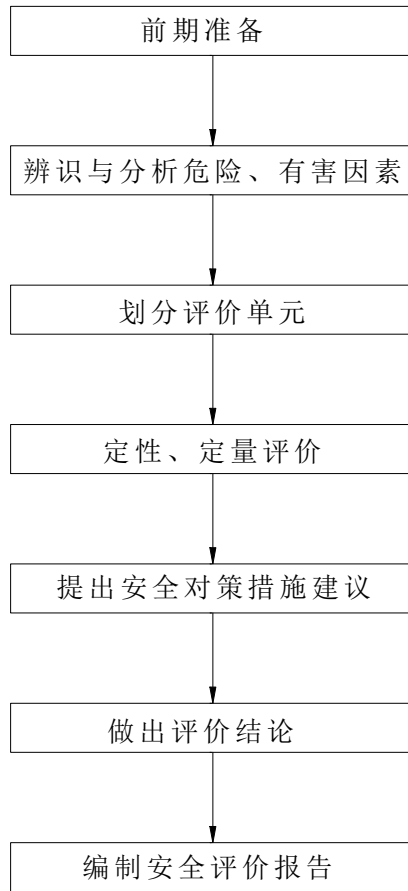 前期准备
辨识与分析危险、有害因素
划分评价单元
定性、定量评价
提出安全对策措施建议
做出评价结论
编制安全评价报告